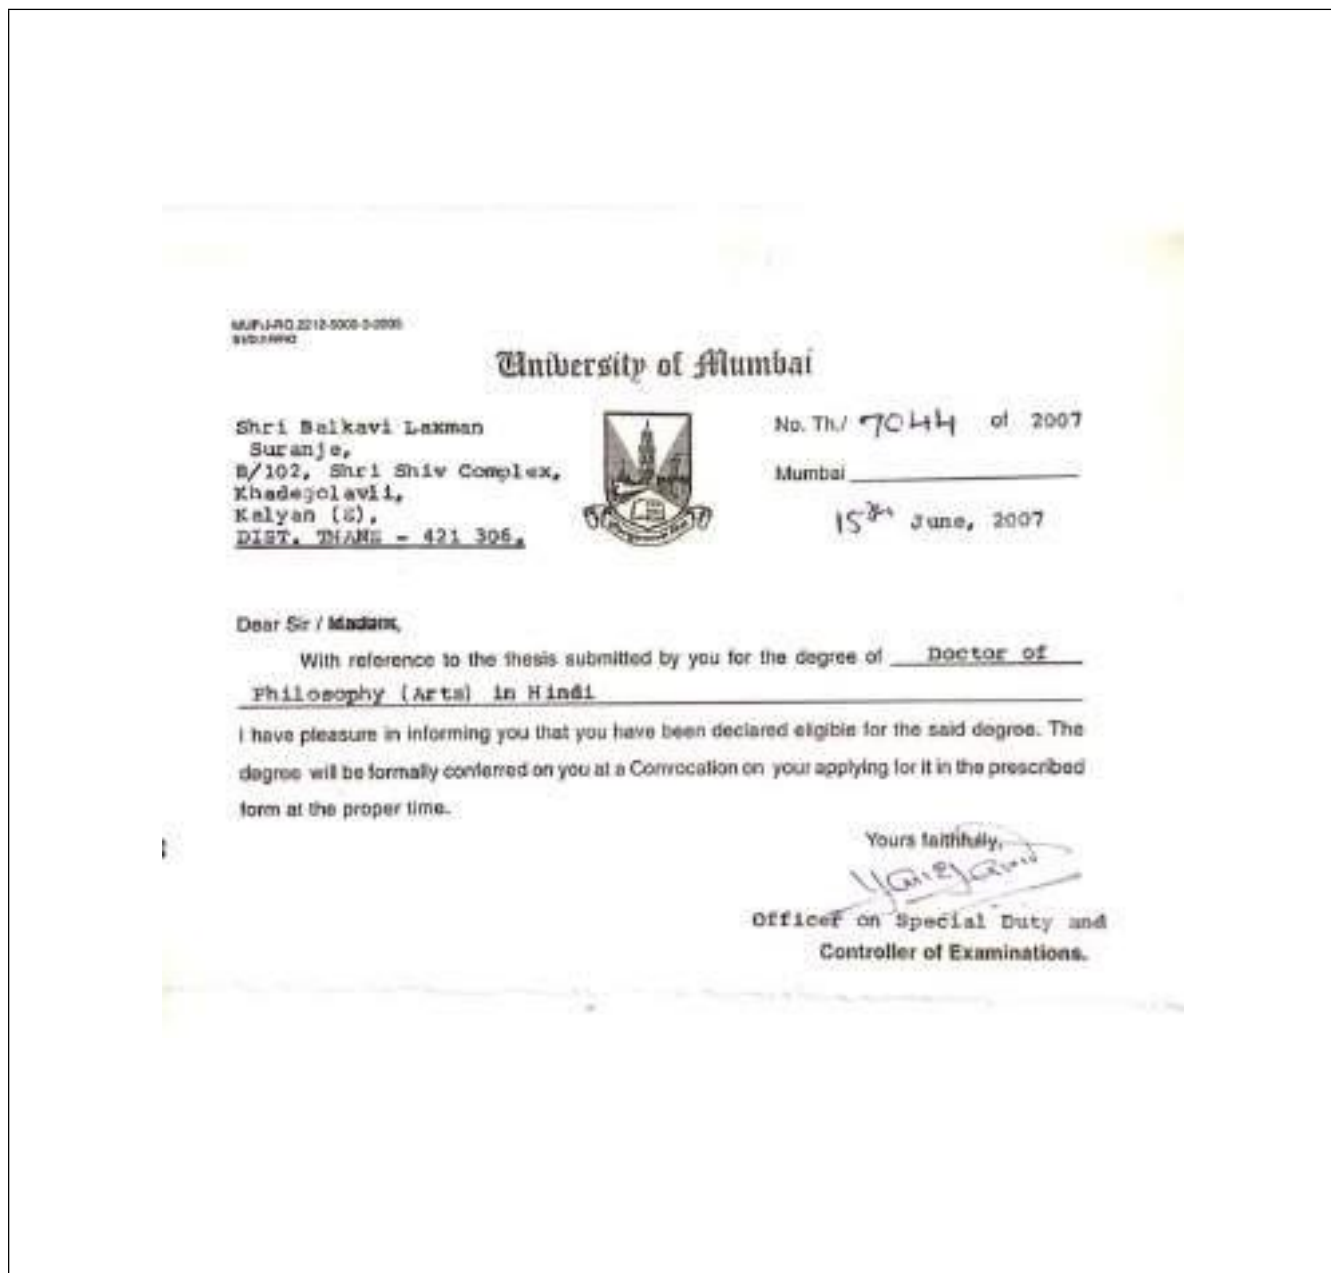 University of Mumbai
Shri Balkavi Laxman
Suranje,
B/102, Shri Shiv Complex,
Khadegolavli,
Kalyan (E),
DIST. THANE - 421 306.
No. Th./ 7044 of 2007
Mumbai
15th June, 2007
Dear Sir / Madam,
With reference to the thesis submitted by you for the degree of Doctor of
Philosophy (Arts) in Hindi
I have pleasure in informing you that you have been declared eligible for the said degree. The
degree will be formally conferred on you at a Convocation on your applying for it in the prescribed
form at the proper time.
Yours faithfully,
Officer on Special Duty and
Controller of Examinations.